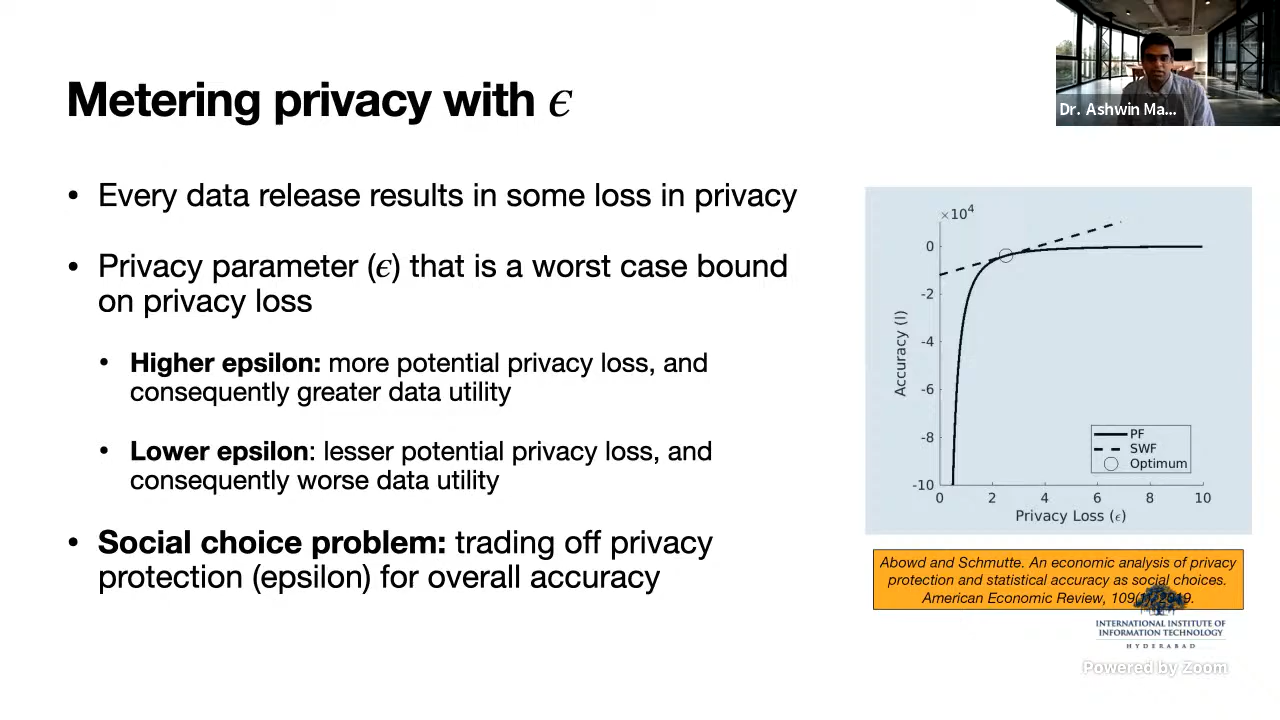 Metering privacy with ϵ
Dr. Ashwin Ma...
• Every data release results in some loss in privacy
• Privacy parameter (ϵ) that is a worst case bound
on privacy loss
• Higher epsilon: more potential privacy loss, and
consequently greater data utility
• Lower epsilon: lesser potential privacy loss, and
consequently worse data utility
• Social choice problem: trading off privacy
protection (epsilon) for overall accuracy
×10⁴
0
-2
-4
-6
-8
-10
Accuracy (I)
0 2 4 6 8 10
Privacy Loss (ϵ)
PF
SWF
Optimum
Abowd and Schmutte. An economic analysis of privacy
protection and statistical accuracy as social choices.
American Economic Review, 109(1), 2019.
INTERNATIONAL INSTITUTE OF
INFORMATION TECHNOLOGY
HYDERABAD
Powered by Zoom